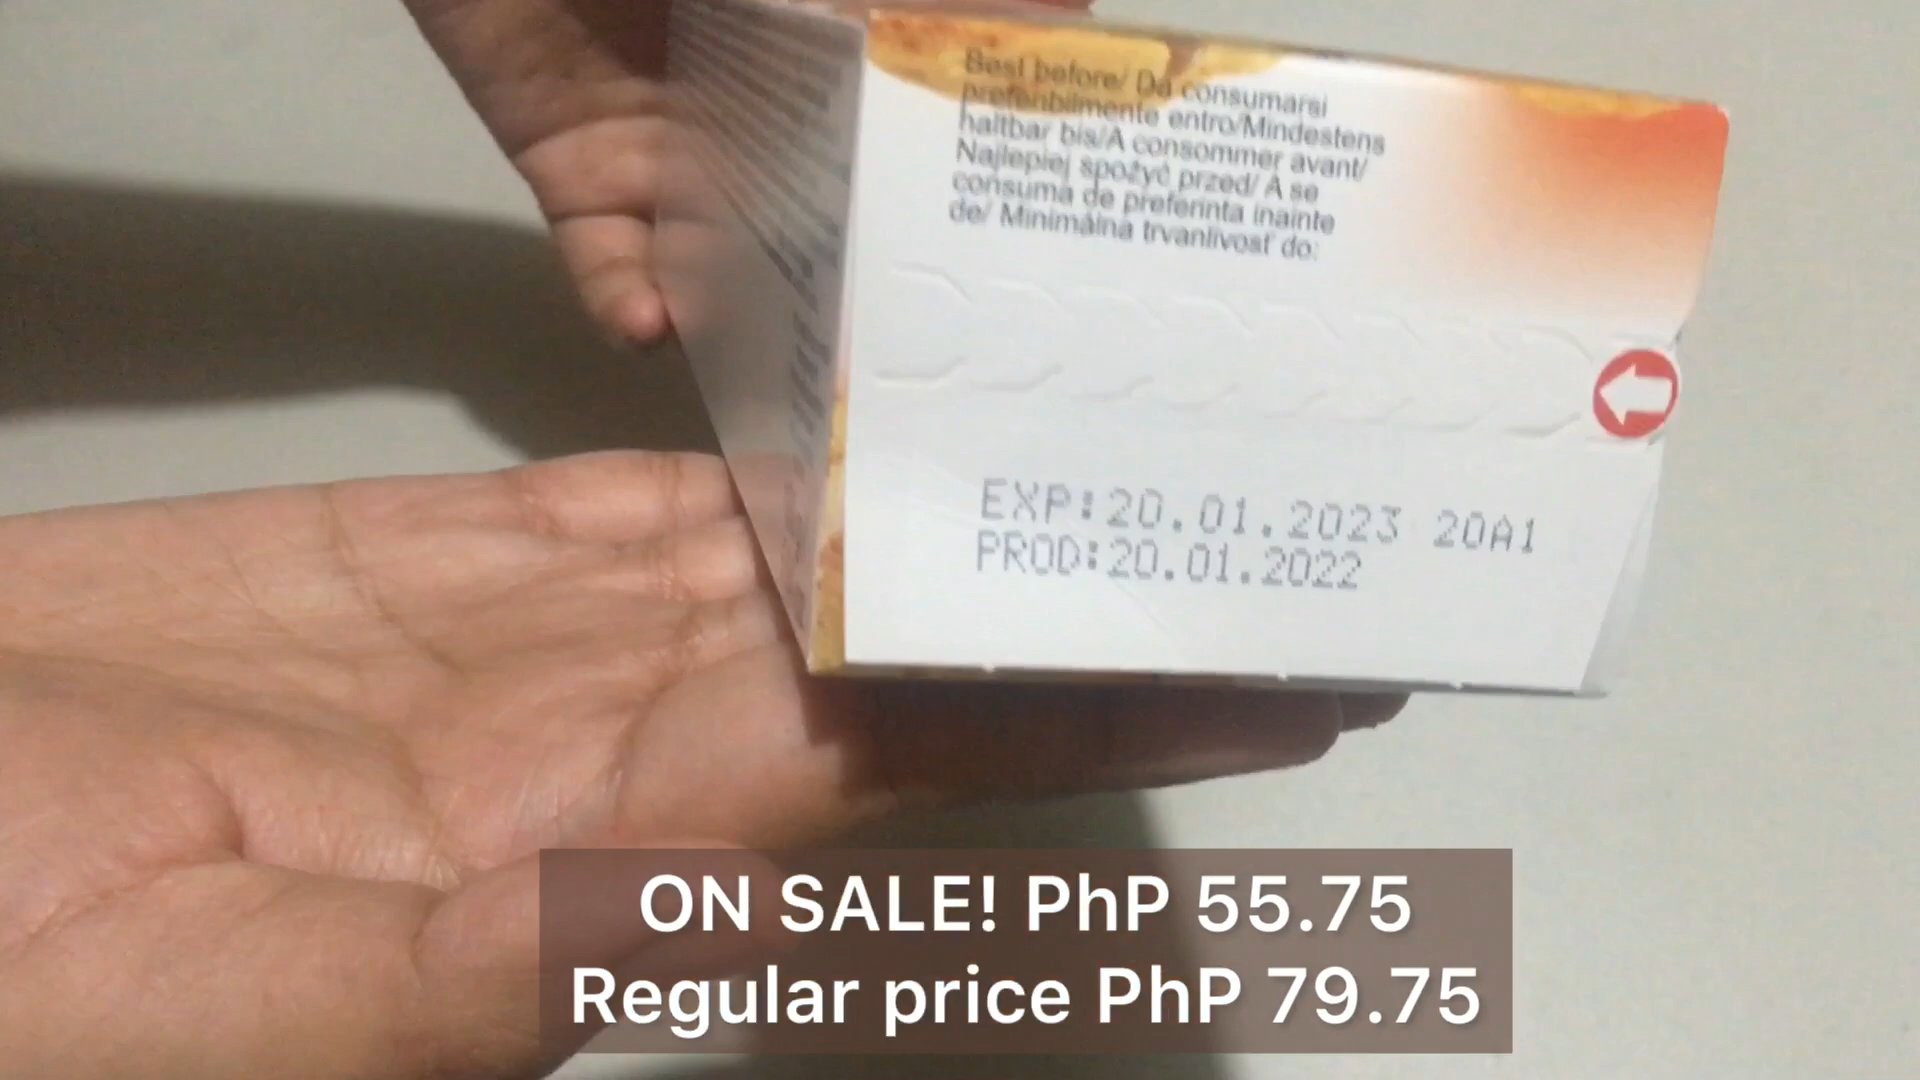 Best before/ Da consumarsi
preferibilmente entro/Mindestens
haltbar bis/A consommer avant/
Najlepiej spożyć przed/ A se
consuma de preferinta inainte
de/ Minimálna trvanlivosť do:
EXP:20.01.2023 20A1
PROD:20.01.2022
ON SALE! PhP 55.75
Regular price PhP 79.75